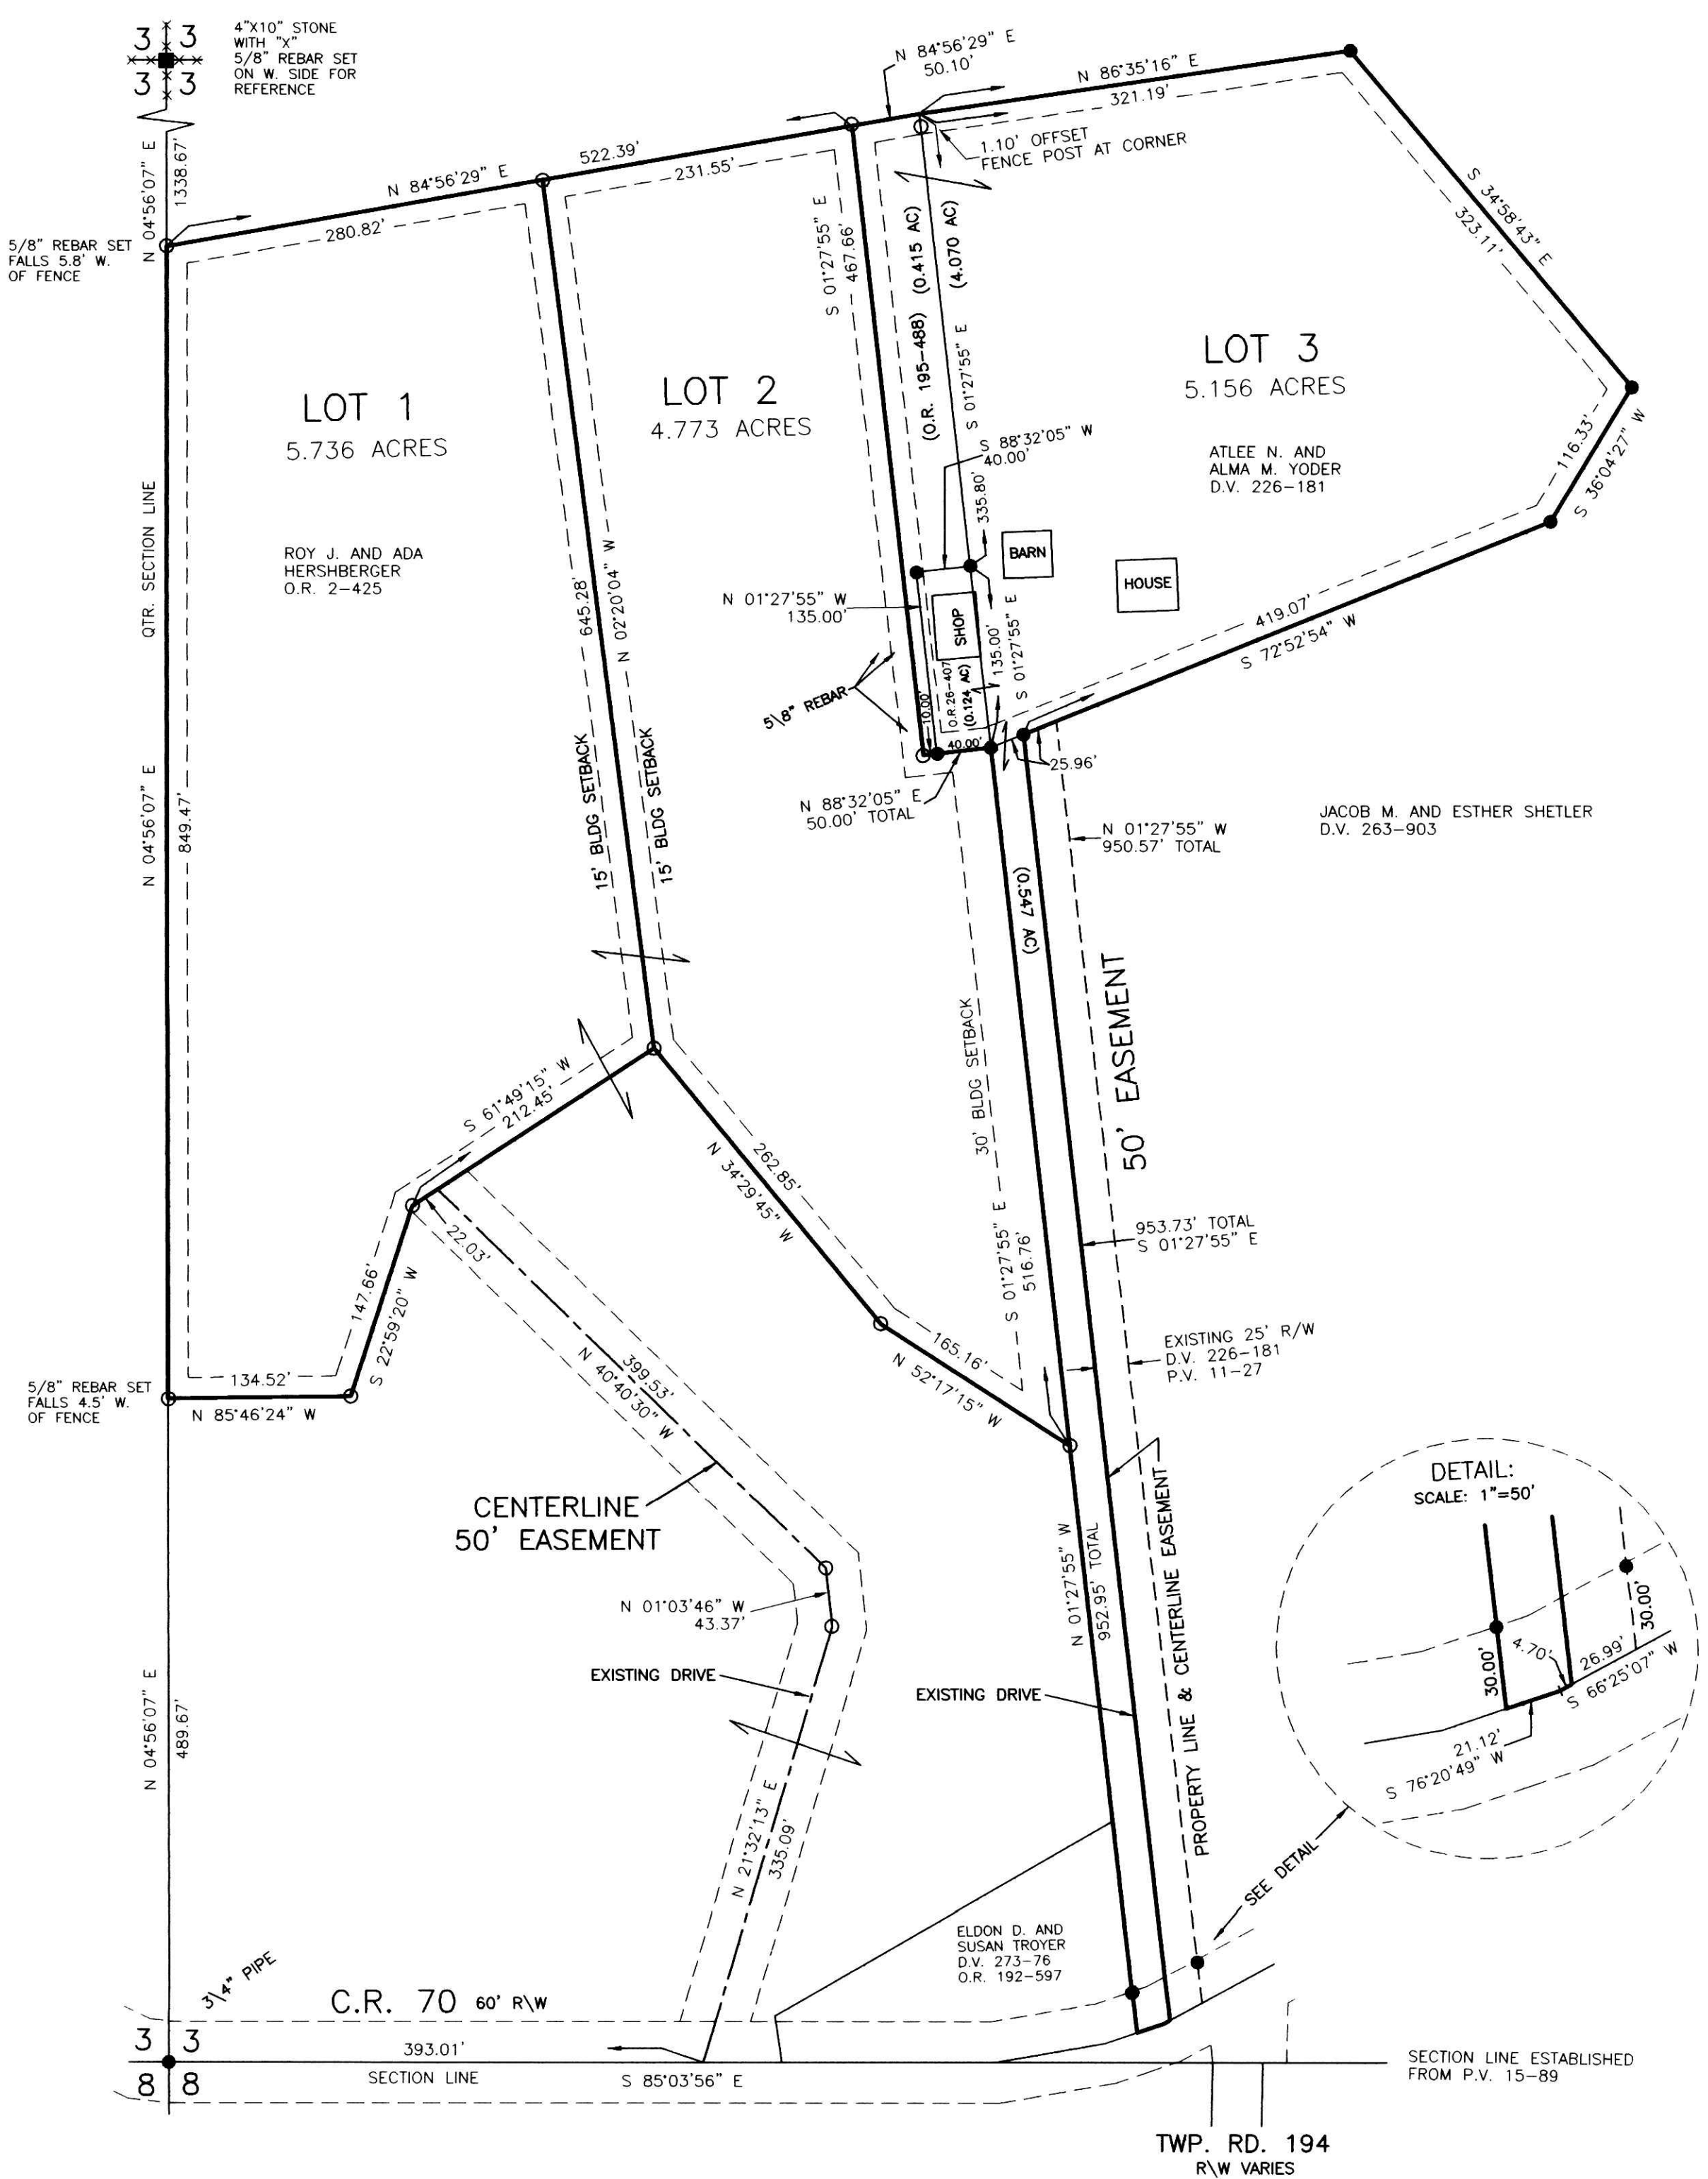 3 3
3 3
4"X10" STONE
WITH "X"
5/8" REBAR SET
ON W. SIDE FOR
REFERENCE
N 04°56'07" E
1338.67'
5/8" REBAR SET
FALLS 5.8' W.
OF FENCE
N 84°56'29" E
522.39'
280.82'
231.55'
N 84°56'29" E
50.10'
N 86°35'16" E
321.19'
1.10' OFFSET
FENCE POST AT CORNER
S 34°58'43" E
323.11'
116.33'
S 36°04'27" W
419.07'
S 72°52'54" W
S 01°27'55" E
467.66'
(O.R. 195-488) (0.415 AC)
(4.070 AC)
S 01°27'55" E
335.80'
S 88°32'05" W
40.00'
LOT 1
5.736 ACRES
LOT 2
4.773 ACRES
LOT 3
5.156 ACRES
ATLEE N. AND
ALMA M. YODER
D.V. 226-181
ROY J. AND ADA
HERSHBERGER
O.R. 2-425
QTR. SECTION LINE
645.28'
N 02°20'04" W
15' BLDG SETBACK
15' BLDG SETBACK
BARN
HOUSE
SHOP
N 01°27'55" W
135.00'
135.00'
S 01°27'55" E
O.R.26-407
(0.124 AC)
10.00'
40.00'
5\8" REBAR
25.96'
N 88°32'05" E
50.00' TOTAL
N 01°27'55" W
950.57' TOTAL
JACOB M. AND ESTHER SHETLER
D.V. 263-903
N 04°56'07" E
849.47'
(0.547 AC)
50' EASEMENT
30' BLDG SETBACK
S 01°27'55" E
516.76'
S 61°49'15" W
212.45'
262.85'
N 34°29'45" W
165.16'
N 52°17'15" W
22.03'
147.66'
S 22°59'20" W
134.52'
N 85°46'24" W
5/8" REBAR SET
FALLS 4.5' W.
OF FENCE
399.53'
N 40°40'30" W
953.73' TOTAL
S 01°27'55" E
EXISTING 25' R/W
D.V. 226-181
P.V. 11-27
CENTERLINE
50' EASEMENT
N 01°03'46" W
43.37'
EXISTING DRIVE
N 21°32'13" E
335.09'
N 01°27'55" W
952.95' TOTAL
EXISTING DRIVE
PROPERTY LINE & CENTERLINE EASEMENT
DETAIL:
SCALE: 1"=50'
30.00'
4.70'
26.99'
30.00'
S 66°25'07" W
21.12'
S 76°20'49" W
SEE DETAIL
N 04°56'07" E
489.67'
ELDON D. AND
SUSAN TROYER
D.V. 273-76
O.R. 192-597
3\4" PIPE
C.R. 70 60' R\W
3 3
8 8
393.01'
SECTION LINE
S 85°03'56" E
SECTION LINE ESTABLISHED
FROM P.V. 15-89
TWP. RD. 194
R\W VARIES